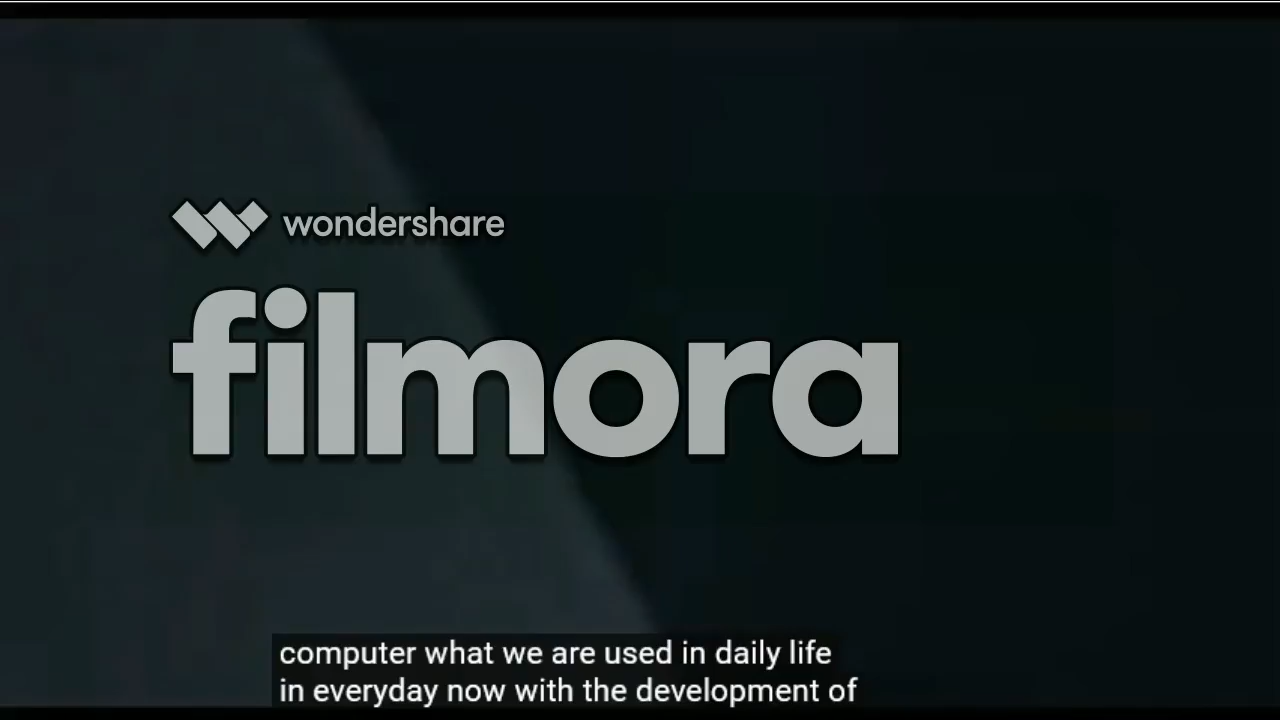 wondershare
filmora
computer what we are used in daily life
in everyday now with the development of